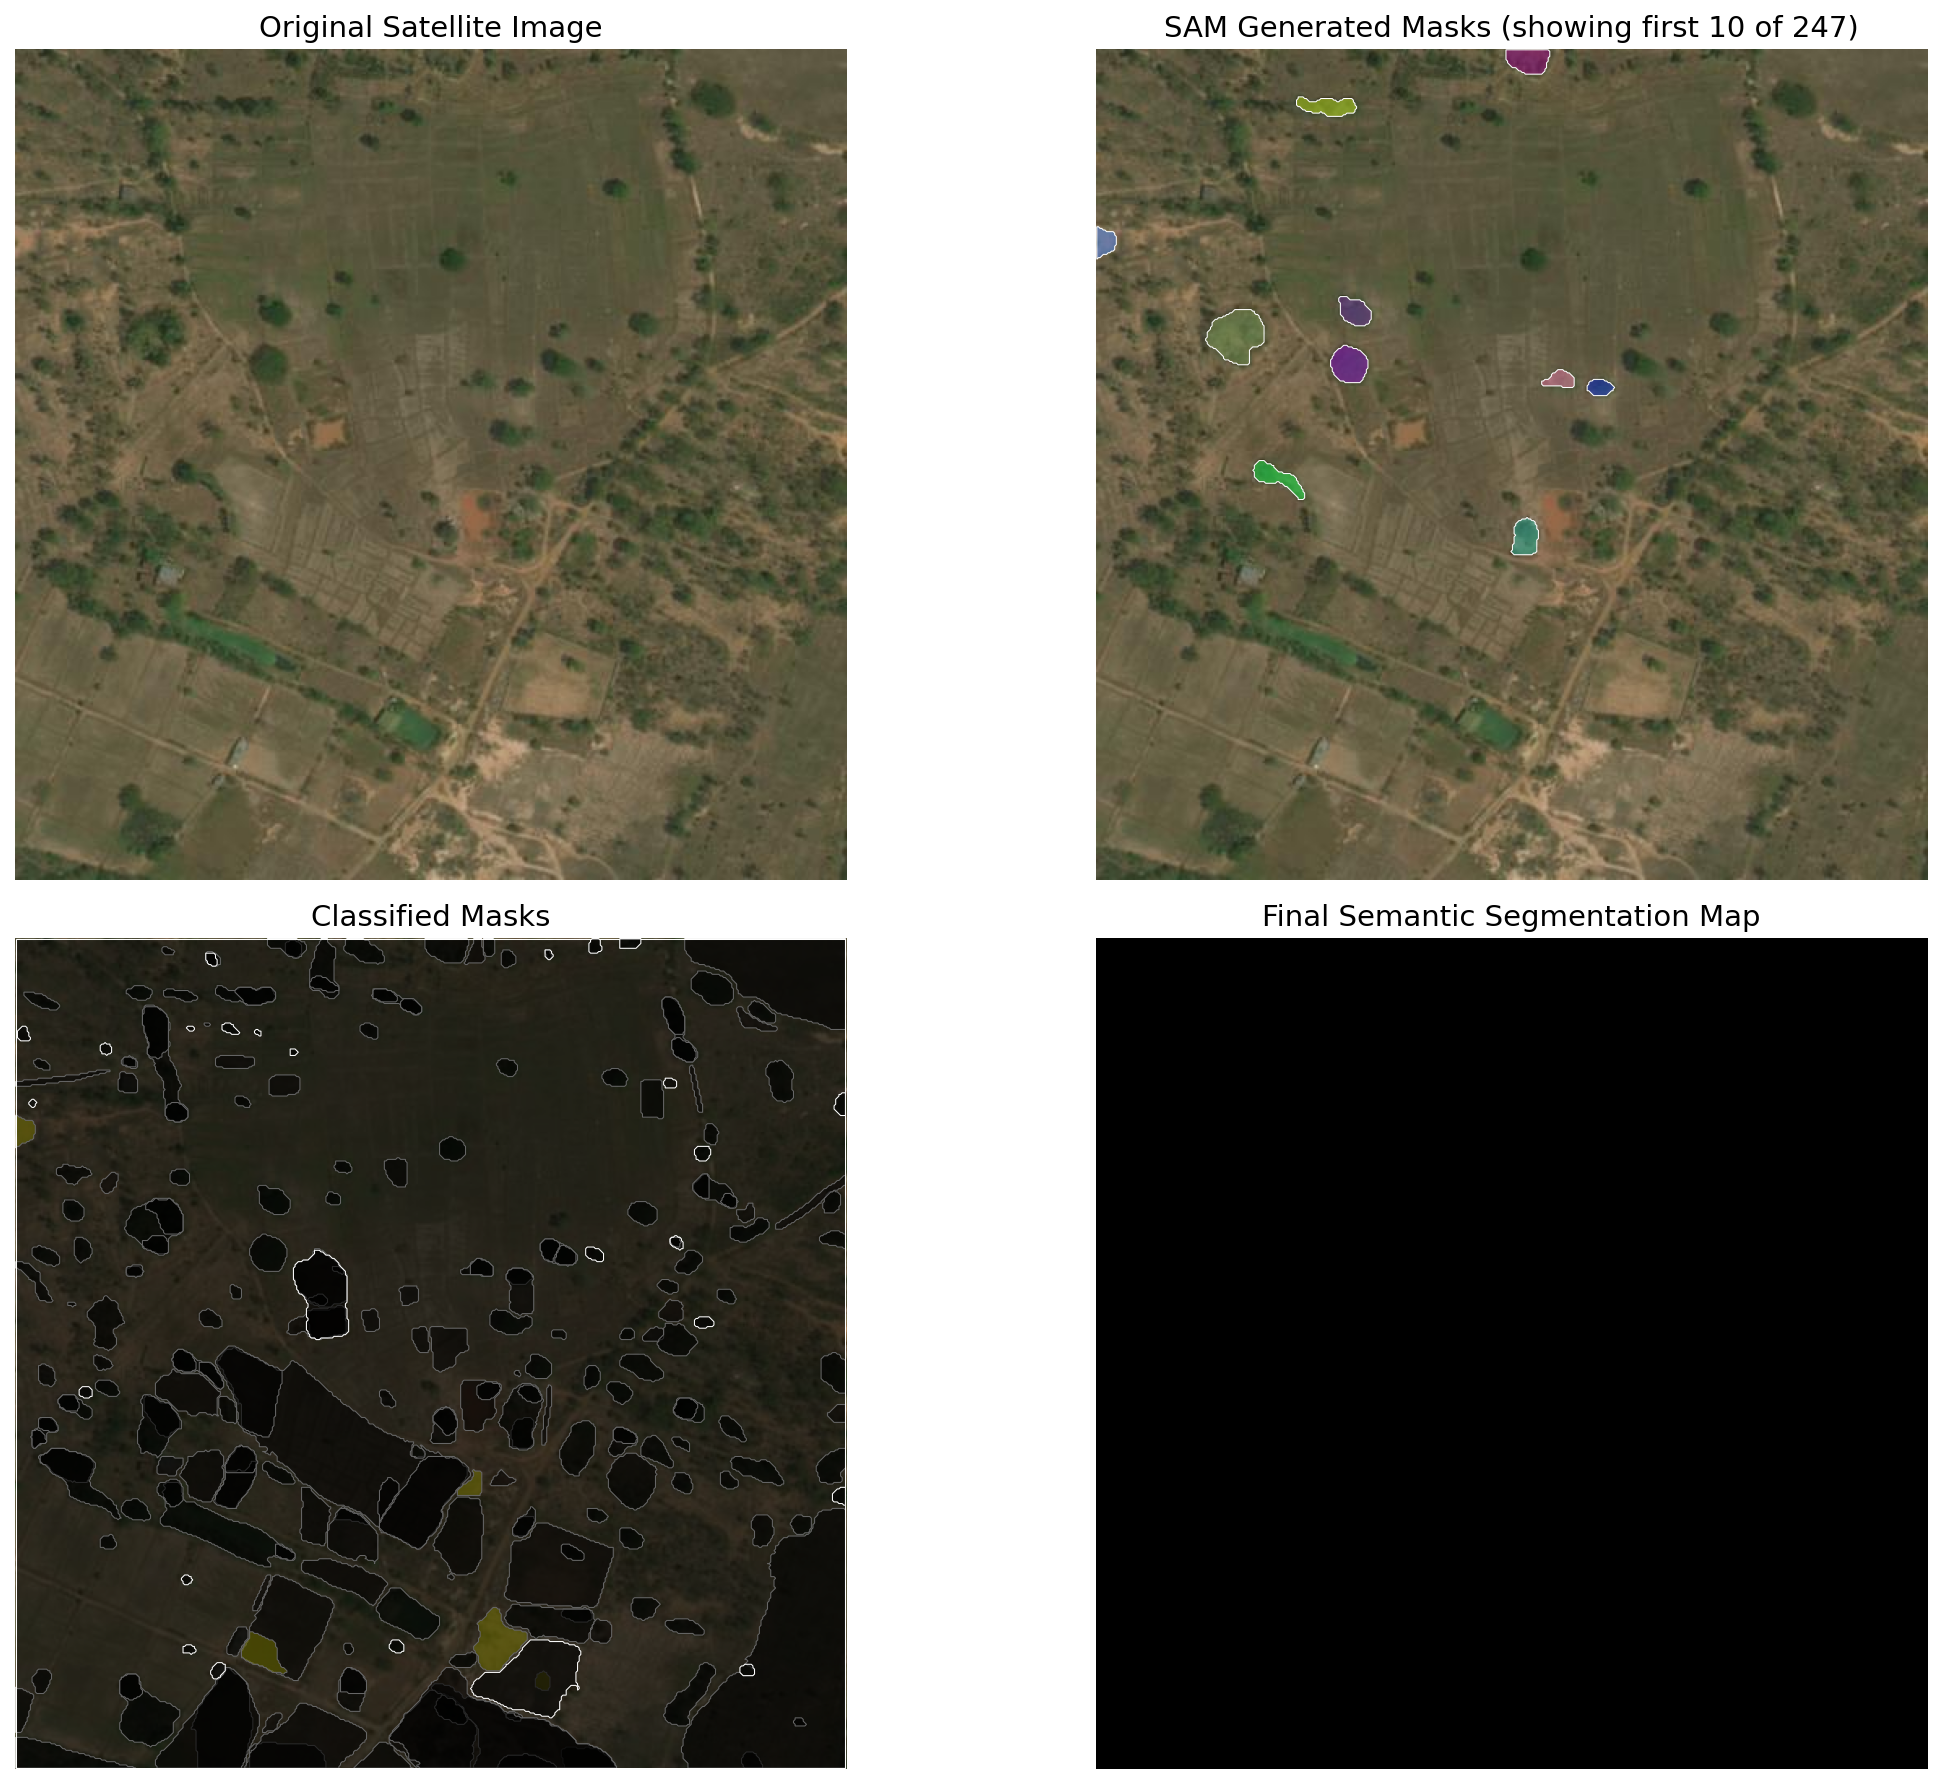 Original Satellite Image
SAM Generated Masks (showing first 10 of 247)
Classified Masks
Final Semantic Segmentation Map